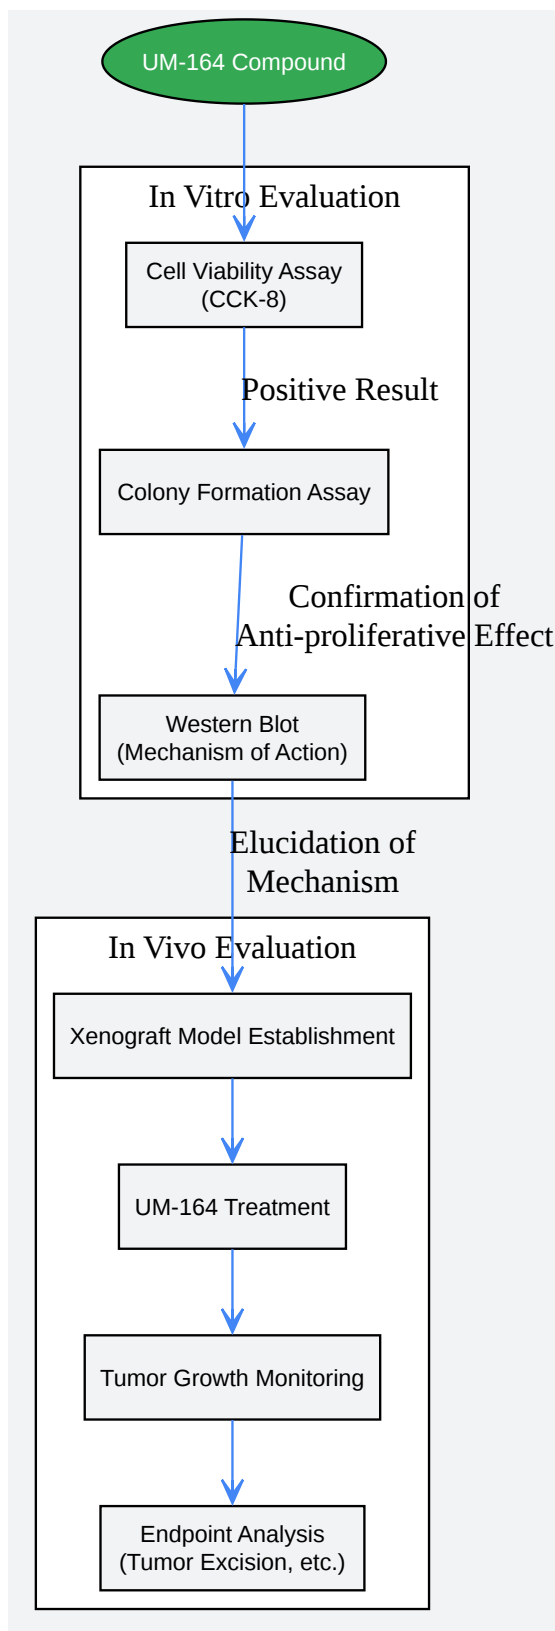 UM-164 Compound
In Vitro Evaluation
Cell Viability Assay
(CCK-8)
Positive Result
Colony Formation Assay
Confirmation of
Anti-proliferative Effect
Western Blot
(Mechanism of Action)
Elucidation of
Mechanism
In Vivo Evaluation
Xenograft Model Establishment
UM-164 Treatment
Tumor Growth Monitoring
Endpoint Analysis
(Tumor Excision, etc.)